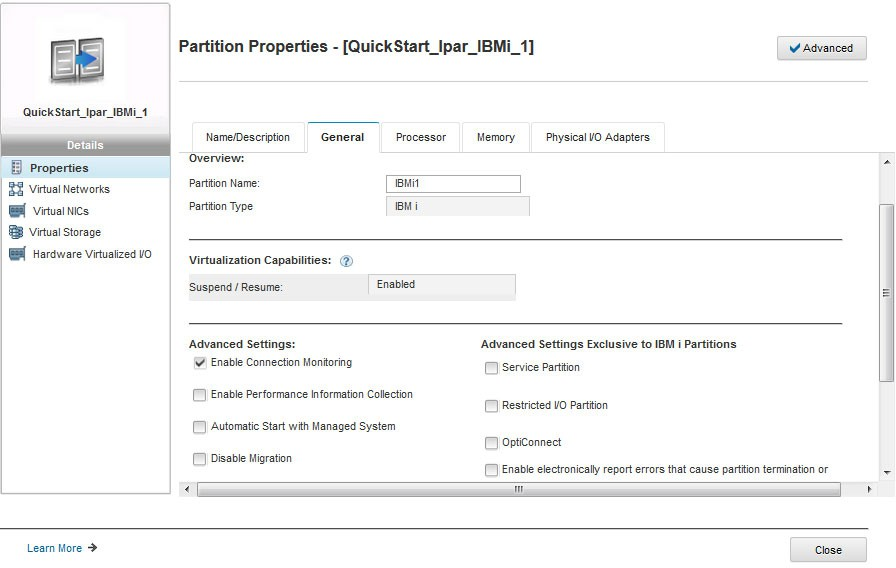 QuickStart_lpar_IBMi_1
Details
Properties
Virtual Networks
Virtual NICs
Virtual Storage
Hardware Virtualized I/O
Partition Properties - [QuickStart_lpar_IBMi_1]
Advanced
Name/Description
General
Processor
Memory
Physical I/O Adapters
Overview:
Partition Name: IBMi1
Partition Type IBM i
Virtualization Capabilities: ?
Suspend / Resume: Enabled
Advanced Settings:
Enable Connection Monitoring
Enable Performance Information Collection
Automatic Start with Managed System
Disable Migration
Advanced Settings Exclusive to IBM i Partitions
Service Partition
Restricted I/O Partition
OptiConnect
Enable electronically report errors that cause partition termination or
Learn More
Close